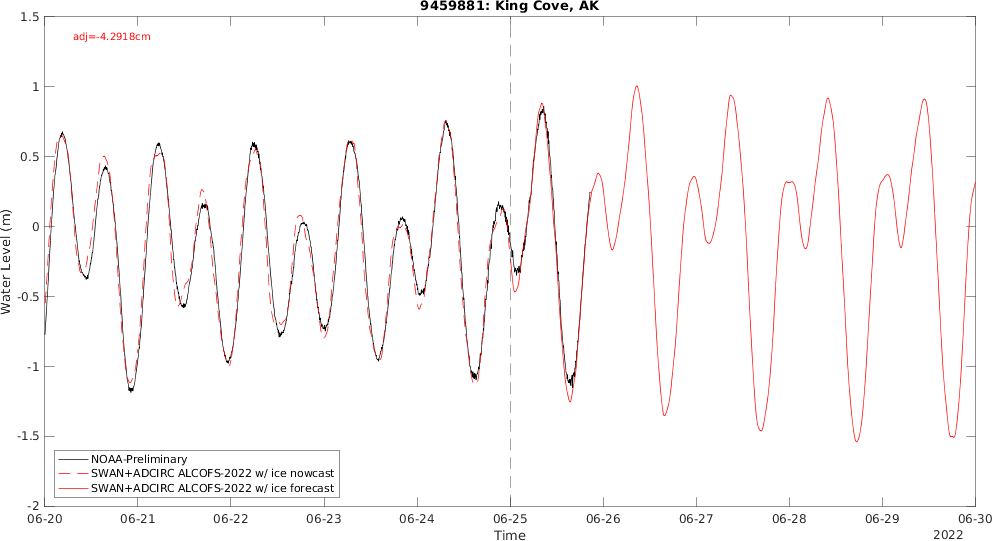 9459881: King Cove, AK
adj=-4.2918cm
1.5
1
0.5
0
-0.5
-1
-1.5
-2
Water Level (m)
NOAA-Preliminary
SWAN+ADCIRC ALCOFS-2022 w/ ice nowcast
SWAN+ADCIRC ALCOFS-2022 w/ ice forecast
06-20 06-21 06-22 06-23 06-24 06-25 06-26 06-27 06-28 06-29 06-30
Time
2022